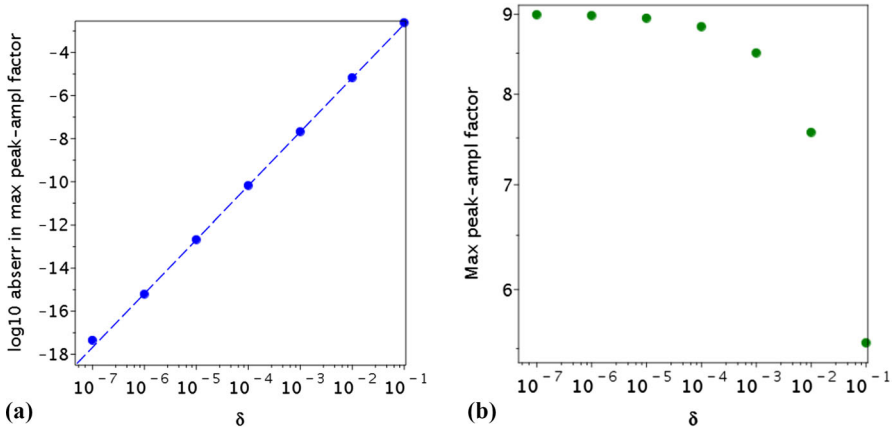 log10 abserr in max peak-ampl factor
-4
-6
-8
-10
-12
-14
-16
-18
10^-7 10^-6 10^-5 10^-4 10^-3 10^-2 10^-1
δ
(a)
Max peak-ampl factor
9
8
7
6
10^-7 10^-6 10^-5 10^-4 10^-3 10^-2 10^-1
δ
(b)